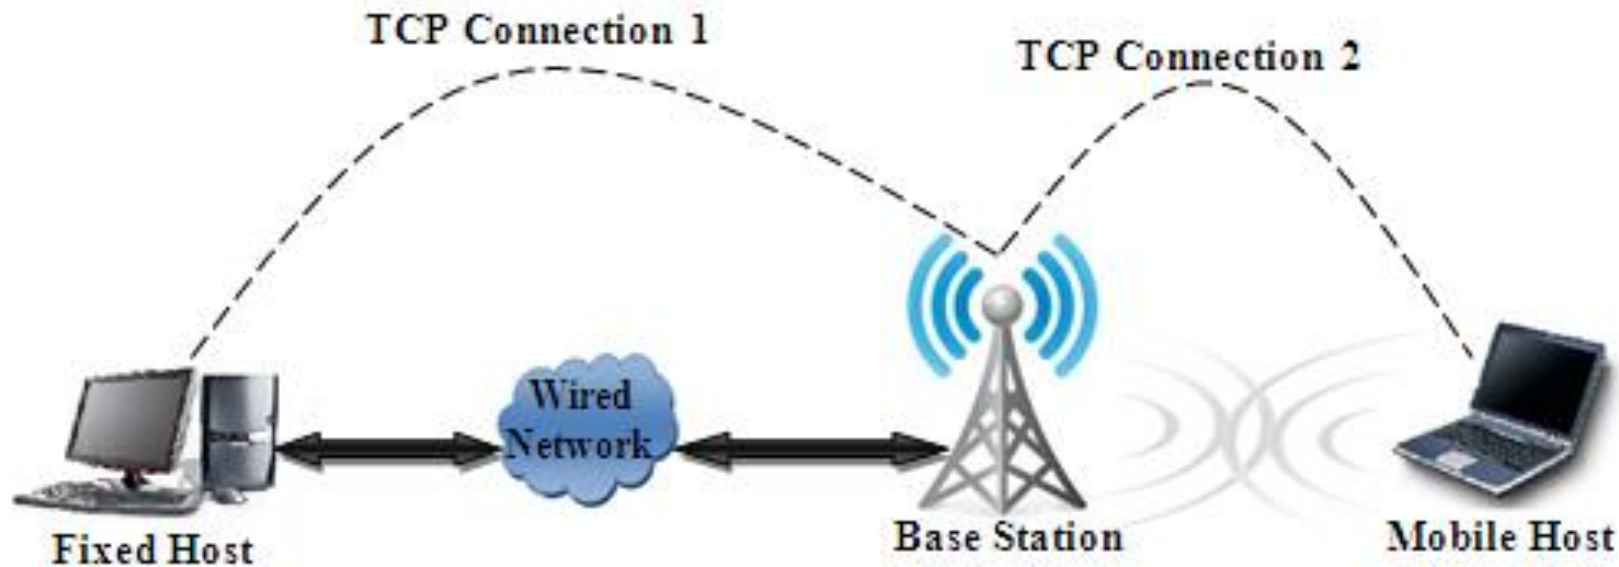 TCP Connection 1
TCP Connection 2
Wired
Network
Fixed Host
Base Station
Mobile Host